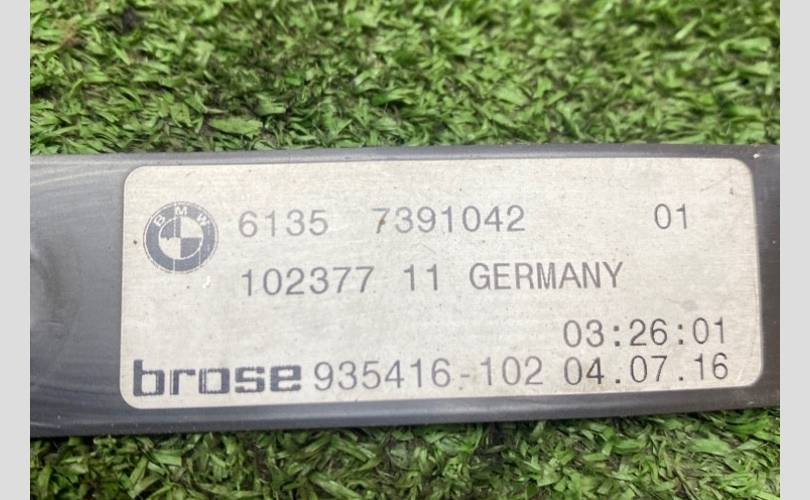 BMW
6135 7391042 01
102377 11 GERMANY
03:26:01
brose 935416-102 04.07.16